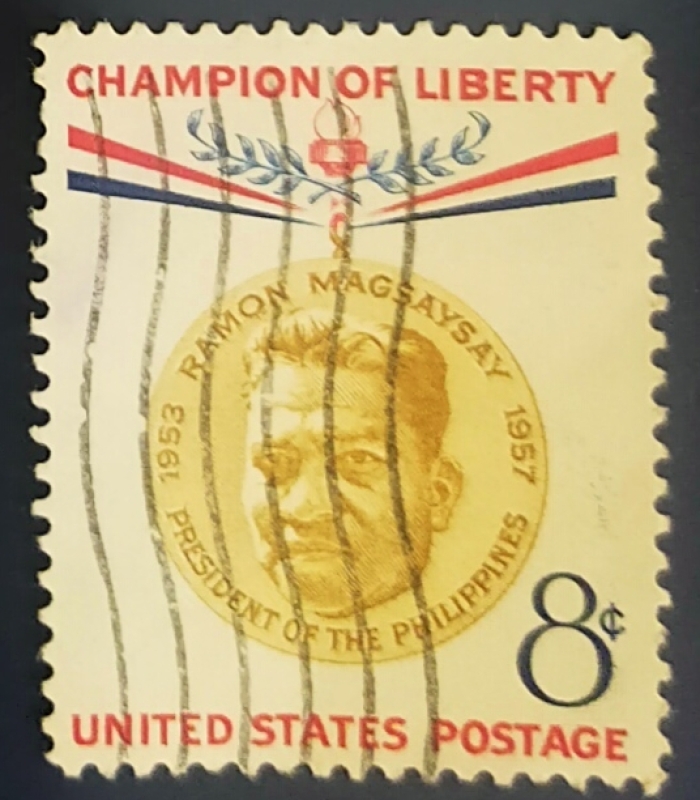 CHAMPION OF LIBERTY
RAMON MAGSAYSAY
1953
1957
PRESIDENT OF THE PHILIPPINES
8¢
UNITED STATES POSTAGE